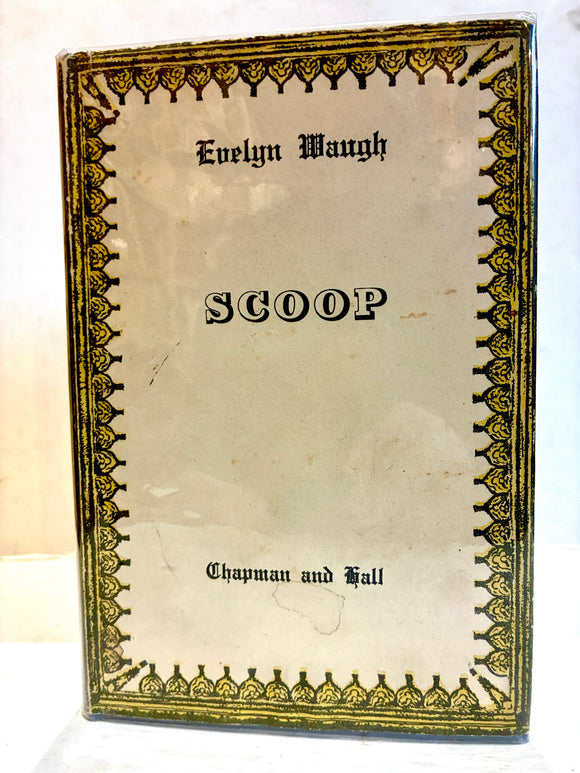 Evelyn Waugh
SCOOP
Chapman and Hall